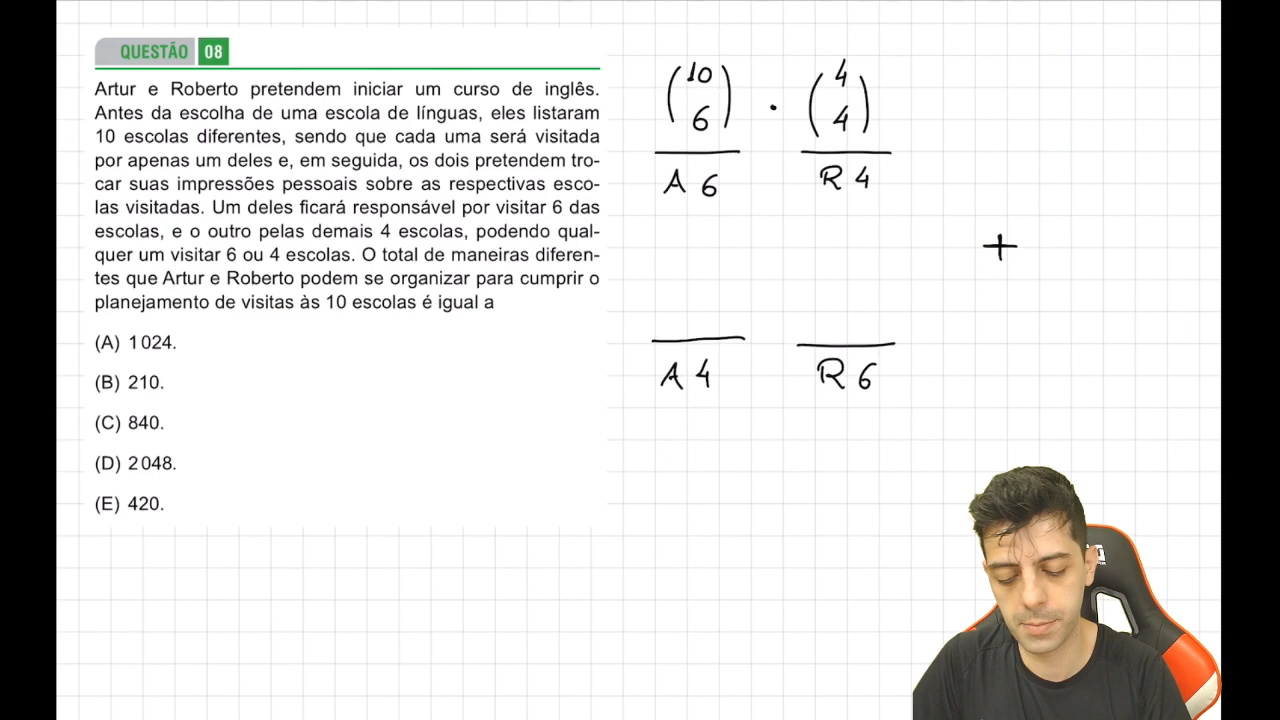 QUESTÃO 08
Artur e Roberto pretendem iniciar um curso de inglês.
Antes da escolha de uma escola de línguas, eles listaram
10 escolas diferentes, sendo que cada uma será visitada
por apenas um deles e, em seguida, os dois pretendem tro-
car suas impressões pessoais sobre as respectivas esco-
las visitadas. Um deles ficará responsável por visitar 6 das
escolas, e o outro pelas demais 4 escolas, podendo qual-
quer um visitar 6 ou 4 escolas. O total de maneiras diferen-
tes que Artur e Roberto podem se organizar para cumprir o
planejamento de visitas às 10 escolas é igual a
(A) 1 024.
(B) 210.
(C) 840.
(D) 2 048.
(E) 420.
(10 6) · (4 4)
A 6 R 4
+
A 4 R 6